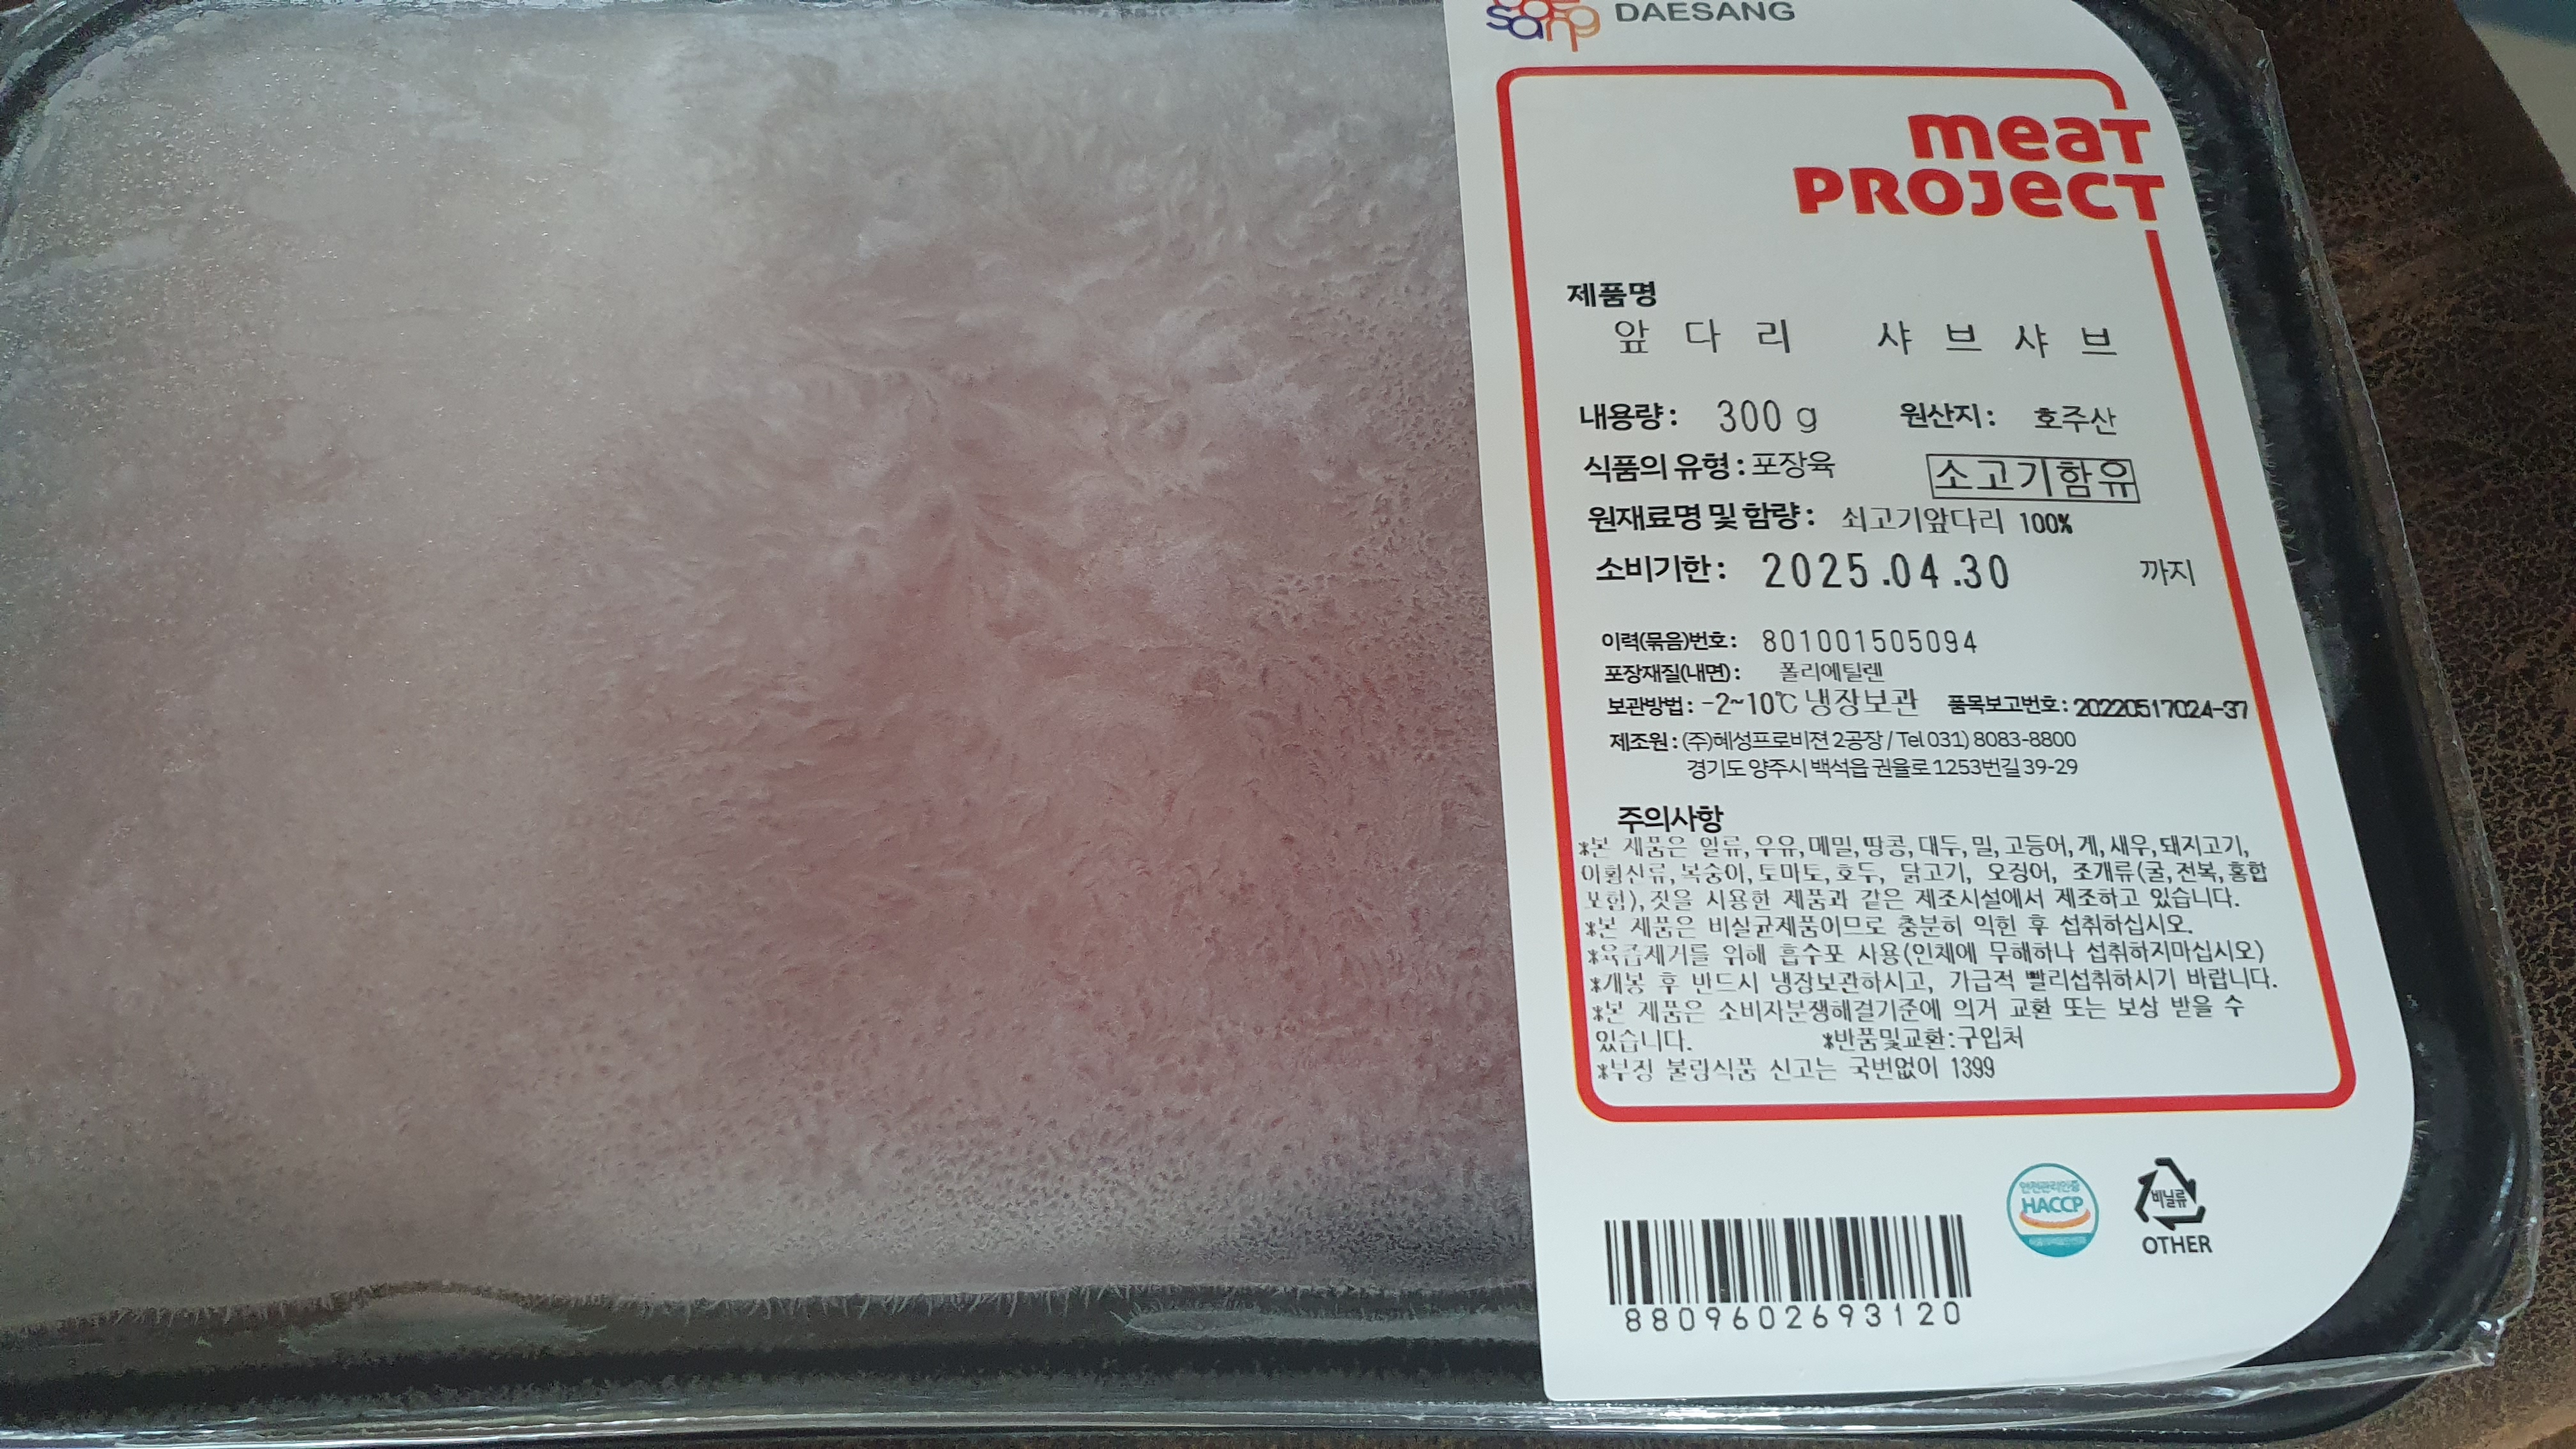 sang DAESANG
meat
PROJECT
제품명
앞다리 샤브샤브
내용량: 300 g 원산지: 호주산
식품의 유형: 포장육 소고기함유
원재료명 및 함량: 쇠고기앞다리 100%
소비기한: 2025.04.30 까지
이력(묶음)번호: 801001505094
포장재질(내면): 폴리에틸렌
보관방법: -2~10℃ 냉장보관 품목보고번호: 20220517024-37
제조원: (주)혜성프로비젼 2공장 / Tel 031) 8083-8800
경기도 양주시 백석읍 권율로 1253번길 39-29
주의사항
*본 제품은 알류, 우유, 메밀, 땅콩, 대두, 밀, 고등어, 게, 새우, 돼지고기,
이황산류, 복숭아, 토마토, 호두, 닭고기, 오징어, 조개류(굴, 전복, 홍합
포함), 잣을 사용한 제품과 같은 제조시설에서 제조하고 있습니다.
*본 제품은 비살균제품이므로 충분히 익힌 후 섭취하십시오.
*육즙제거를 위해 흡수포 사용(인체에 무해하나 섭취하지마십시오)
*개봉 후 반드시 냉장보관하시고, 가급적 빨리섭취하시기 바랍니다.
*본 제품은 소비자분쟁해결기준에 의거 교환 또는 보상 받을 수
있습니다. *반품및교환:구입처
*부정 불량식품 신고는 국번없이 1399
안전관리인증
HACCP
비닐류
OTHER
8809602693120